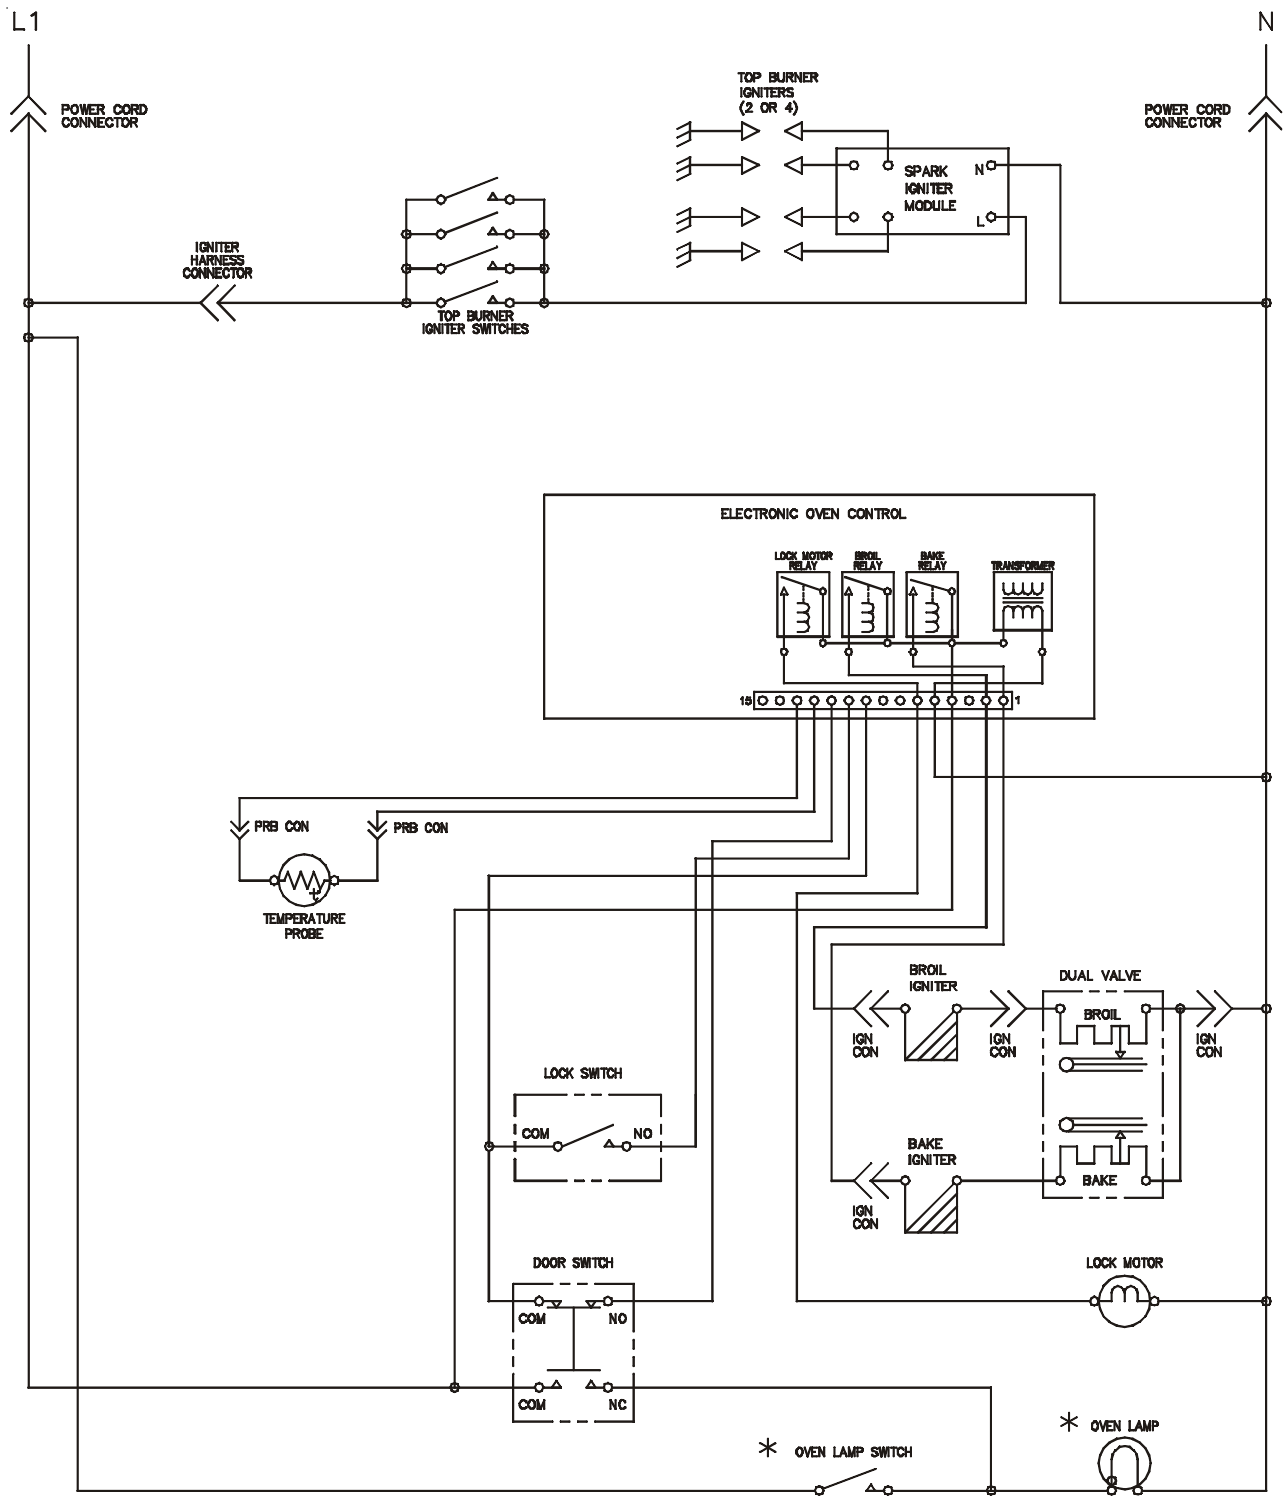 L1
N
POWER CORD
CONNECTOR
TOP BURNER
IGNITERS
(2 OR 4)
POWER CORD
CONNECTOR
SPARK
IGNITER
MODULE
N
L
IGNITER
HARNESS
CONNECTOR
TOP BURNER
IGNITER SWITCHES
ELECTRONIC OVEN CONTROL
LOCK MOTOR
RELAY
BROIL
RELAY
BAKE
RELAY
TRANSFORMER
15
1
PRB CON
PRB CON
TEMPERATURE
PROBE
BROIL
IGNITER
DUAL VALVE
BROIL
IGN
CON
IGN
CON
IGN
CON
LOCK SWITCH
COM
NO
BAKE
IGNITER
BAKE
IGN
CON
DOOR SWITCH
COM
NO
COM
NC
LOCK MOTOR
* OVEN LAMP
* OVEN LAMP SWITCH